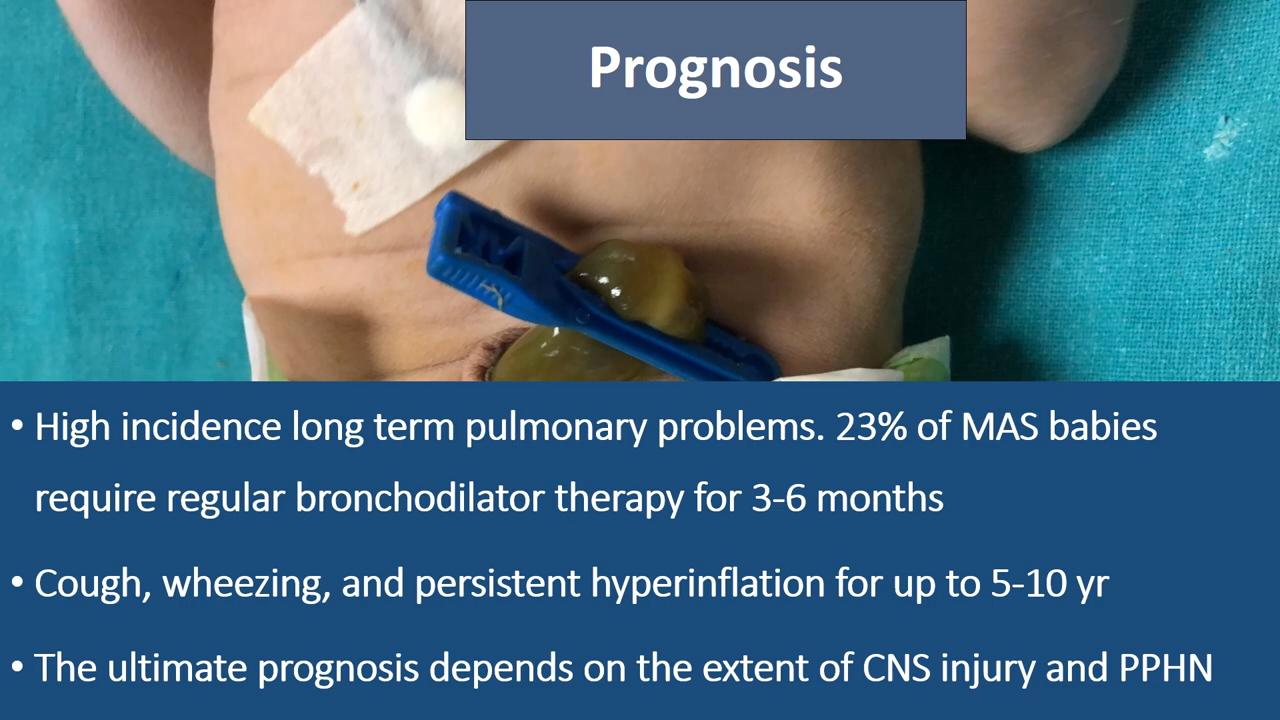 Prognosis
• High incidence long term pulmonary problems. 23% of MAS babies
require regular bronchodilator therapy for 3-6 months
• Cough, wheezing, and persistent hyperinflation for up to 5-10 yr
• The ultimate prognosis depends on the extent of CNS injury and PPHN